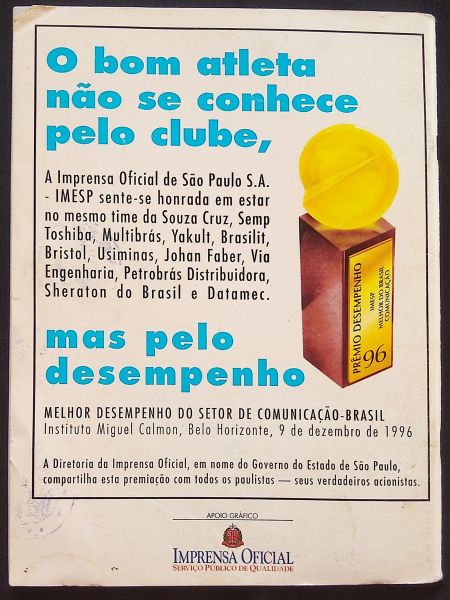 O bom atleta
não se conhece
pelo clube,
A Imprensa Oficial de São Paulo S.A.
- IMESP sente-se honrada em estar
no mesmo time da Souza Cruz, Semp
Toshiba, Multibrás, Yakult, Brasilit,
Bristol, Usiminas, Johan Faber, Via
Engenharia, Petrobrás Distribuidora,
Sheraton do Brasil e Datamec.
PRÊMIO DESEMPENHO
96
IMESP
MELHOR DO BRASIL
COMUNICAÇÃO
mas pelo
desempenho
MELHOR DESEMPENHO DO SETOR DE COMUNICAÇÃO-BRASIL
Instituto Miguel Calmon, Belo Horizonte, 9 de dezembro de 1996
A Diretoria da Imprensa Oficial, em nome do Governo do Estado de São Paulo,
compartilha esta premiação com todos os paulistas — seus verdadeiros acionistas.
APOIO GRÁFICO
IMPRENSA OFICIAL
SERVIÇO PÚBLICO DE QUALIDADE